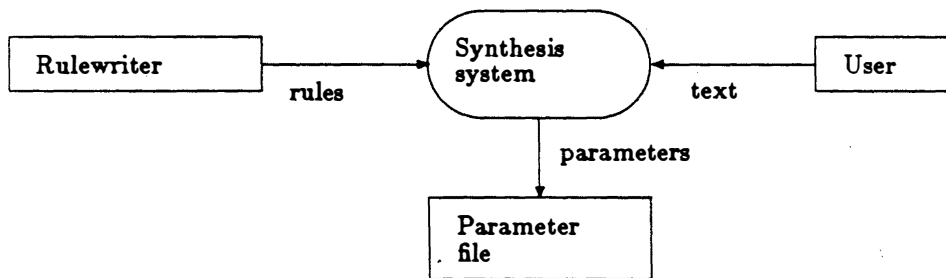 Rulewriter
rules
Synthesis
system
text
User
parameters
Parameter
file